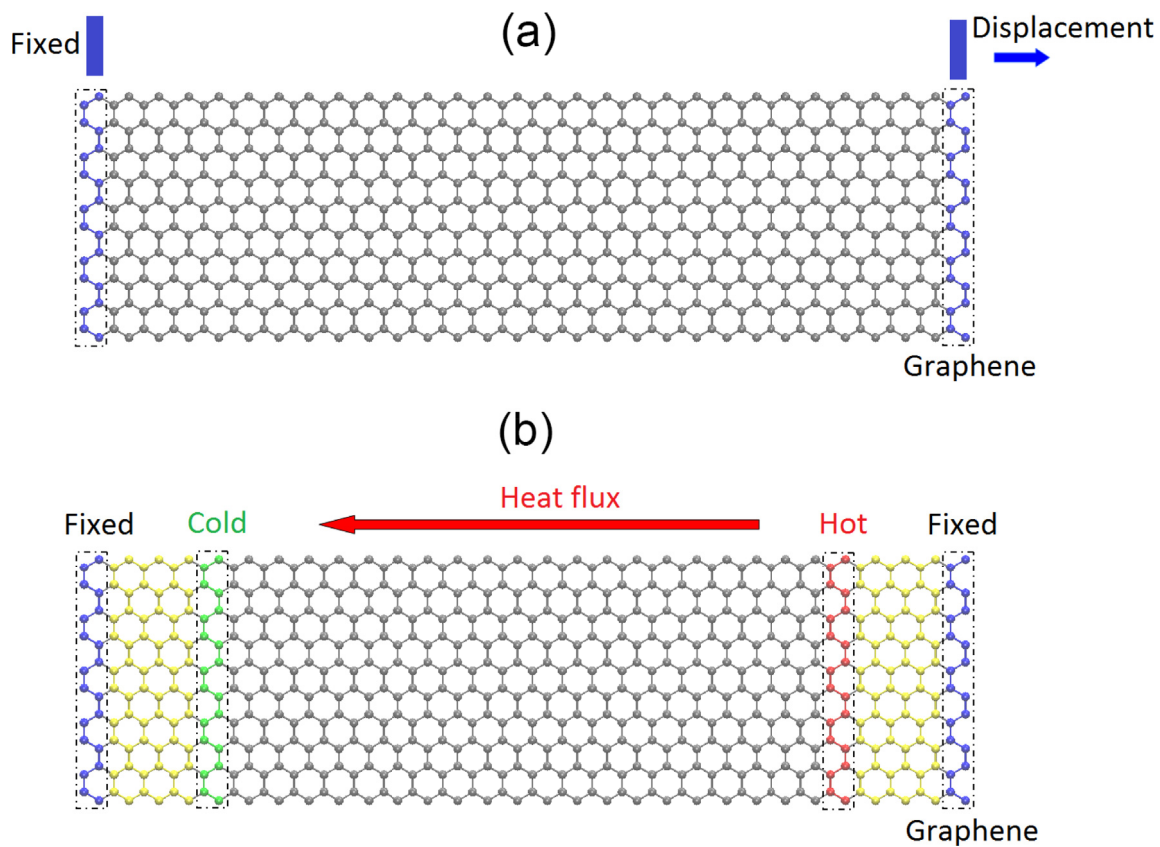 (a)
Fixed
Displacement
Graphene
(b)
Heat flux
Fixed
Cold
Hot
Fixed
Graphene